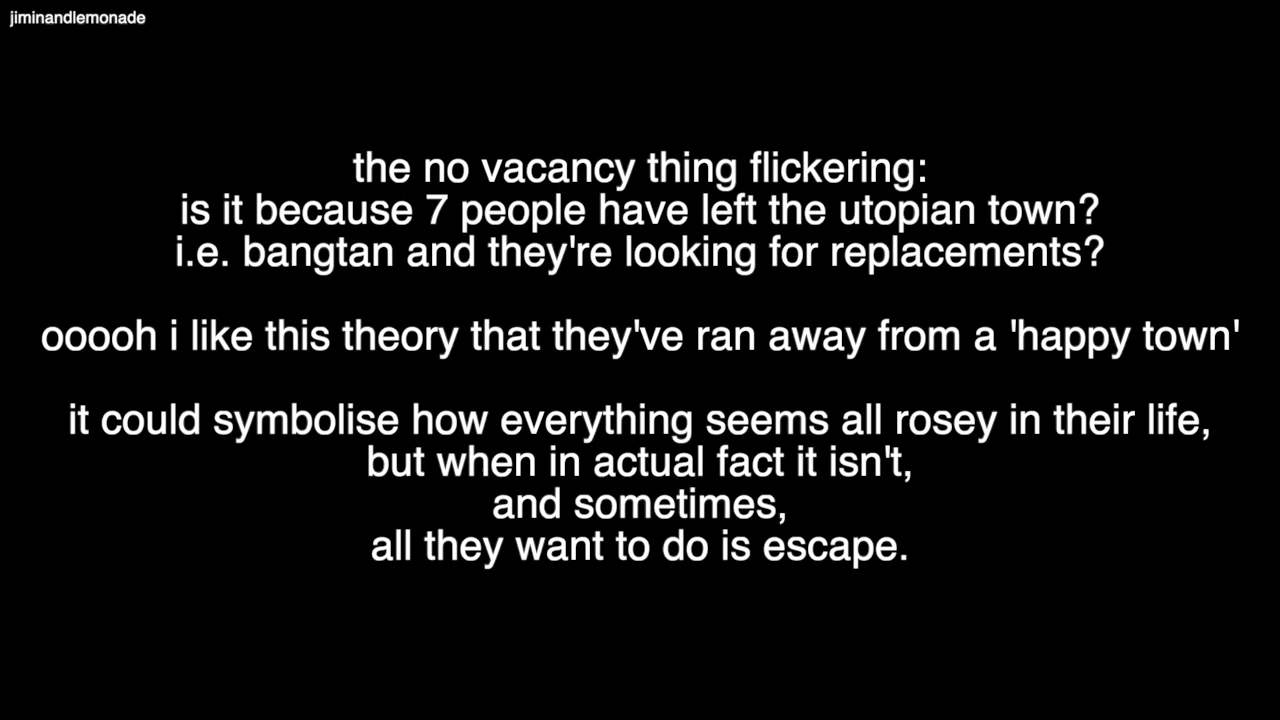 jiminandlemonade
the no vacancy thing flickering:
is it because 7 people have left the utopian town?
i.e. bangtan and they're looking for replacements?
ooooh i like this theory that they've ran away from a 'happy town'
it could symbolise how everything seems all rosey in their life,
but when in actual fact it isn't,
and sometimes,
all they want to do is escape.